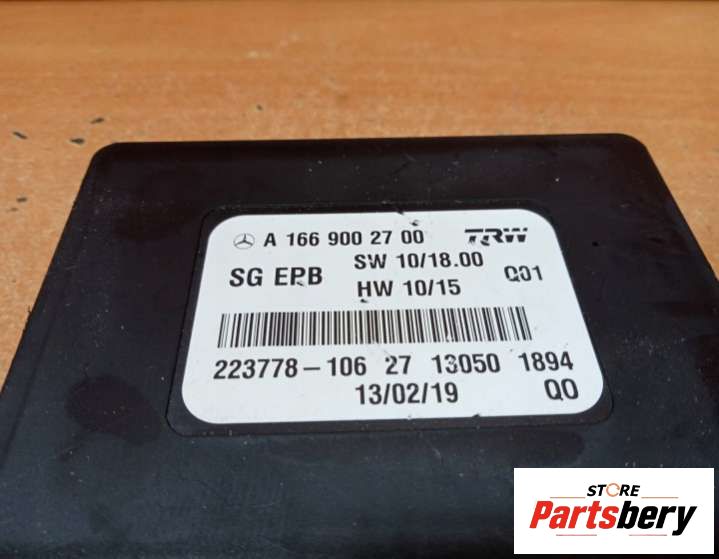 A 166 900 27 00 TRW
SG EPB SW 10/18.00 Q01
HW 10/15
223778-106 27 13050 1894
13/02/19 Q0
STORE
Partsbery